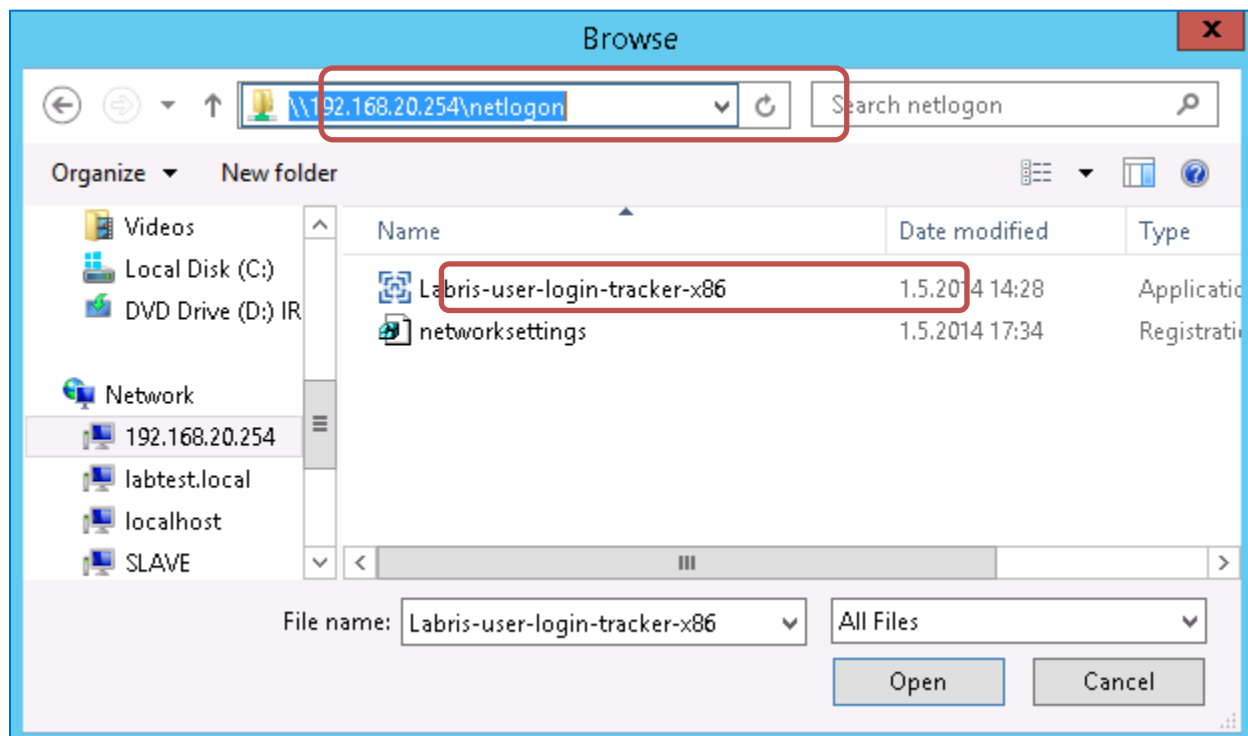 Browse
x
\\192.168.20.254\netlogon
Search netlogon
Organize
New folder
Videos
Local Disk (C:)
DVD Drive (D:) IR
Network
192.168.20.254
labtest.local
localhost
SLAVE
Name Date modified Type
Labris-user-login-tracker-x86 1.5.2014 14:28 Applicatio
networksettings 1.5.2014 17:34 Registrati
File name: Labris-user-login-tracker-x86 All Files
Open Cancel